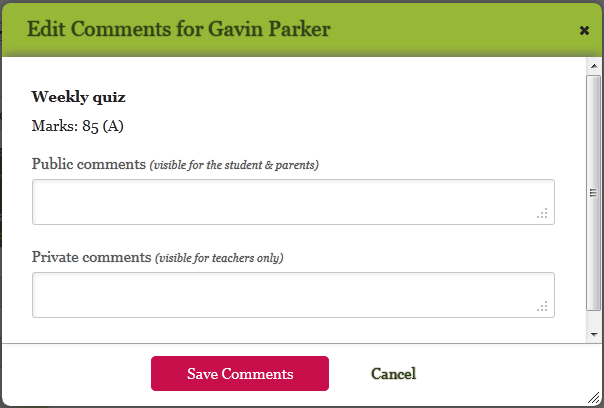 Edit Comments for Gavin Parker
Weekly quiz
Marks: 85 (A)
Public comments (visible for the student & parents)
Private comments (visible for teachers only)
Save Comments Cancel